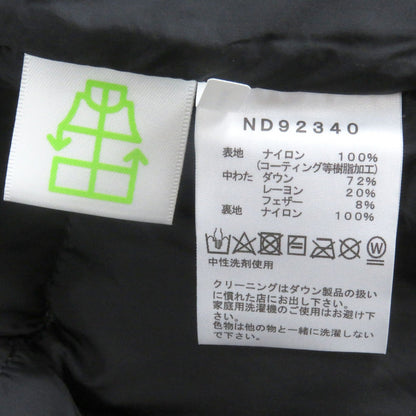 ND92340
表地 ナイロン 100%
(コーティング等樹脂加工)
中わた ダウン 72%
レーヨン 20%
フェザー 8%
裏地 ナイロン 100%
中性洗剤使用
クリーニングはダウン製品の扱い
に慣れた店にお出し下さい。
家庭用洗濯機のご使用はお避け下
さい。
色物は他の物と一緒に洗濯しない
で下さい。